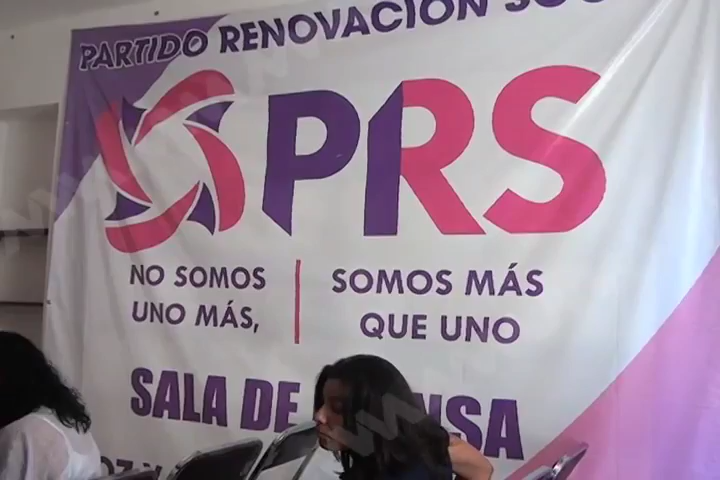 PARTIDO RENOVACIÓN
PRS
NO SOMOS
UNO MÁS,
SOMOS MÁS
QUE UNO
SALA DE